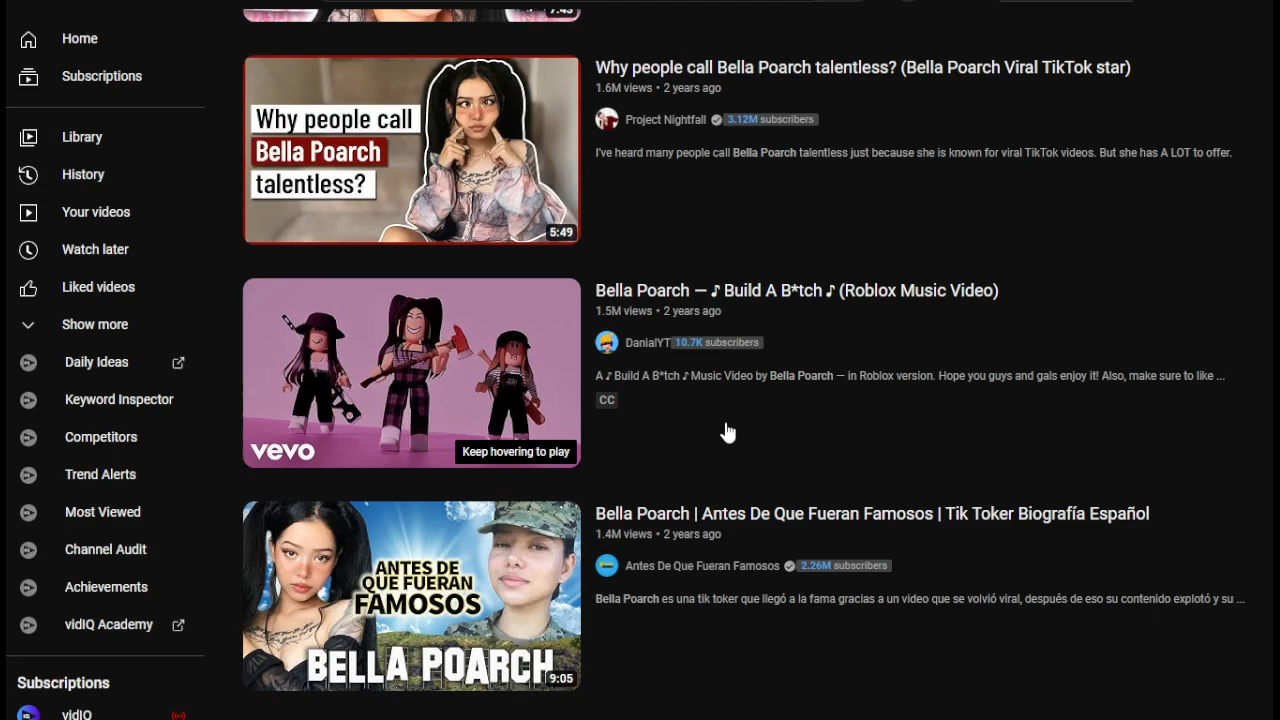 7:43
Home
Subscriptions
Library
History
Your videos
Watch later
Liked videos
Show more
Daily Ideas
Keyword Inspector
Competitors
Trend Alerts
Most Viewed
Channel Audit
Achievements
vidIQ Academy
Subscriptions
vidIQ
Why people call
Bella Poarch
talentless?
5:49
Why people call Bella Poarch talentless? (Bella Poarch Viral TikTok star)
1.6M views • 2 years ago
Project Nightfall 3.12M subscribers
I've heard many people call Bella Poarch talentless just because she is known for viral TikTok videos. But she has A LOT to offer.
vevo
Keep hovering to play
Bella Poarch — ♪ Build A B*tch ♪ (Roblox Music Video)
1.5M views • 2 years ago
DanialYT 10.7K subscribers
A ♪ Build A B*tch ♪ Music Video by Bella Poarch — in Roblox version. Hope you guys and gals enjoy it! Also, make sure to like ...
CC
ANTES DE
QUE FUERAN
FAMOSOS
BELLA POARCH
9:05
Bella Poarch | Antes De Que Fueran Famosos | Tik Toker Biografía Español
1.4M views • 2 years ago
Antes De Que Fueran Famosos 2.26M subscribers
Bella Poarch es una tik toker que llegó a la fama gracias a un video que se volvió viral, después de eso su contenido explotó y su ...